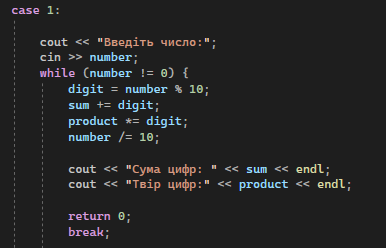 case 1:
cout << "Введіть число:";
cin >> number;
while (number != 0) {
digit = number % 10;
sum += digit;
product *= digit;
number /= 10;
cout << "Сума цифр: " << sum << endl;
cout << "Твір цифр:" << product << endl;
return 0;
break;